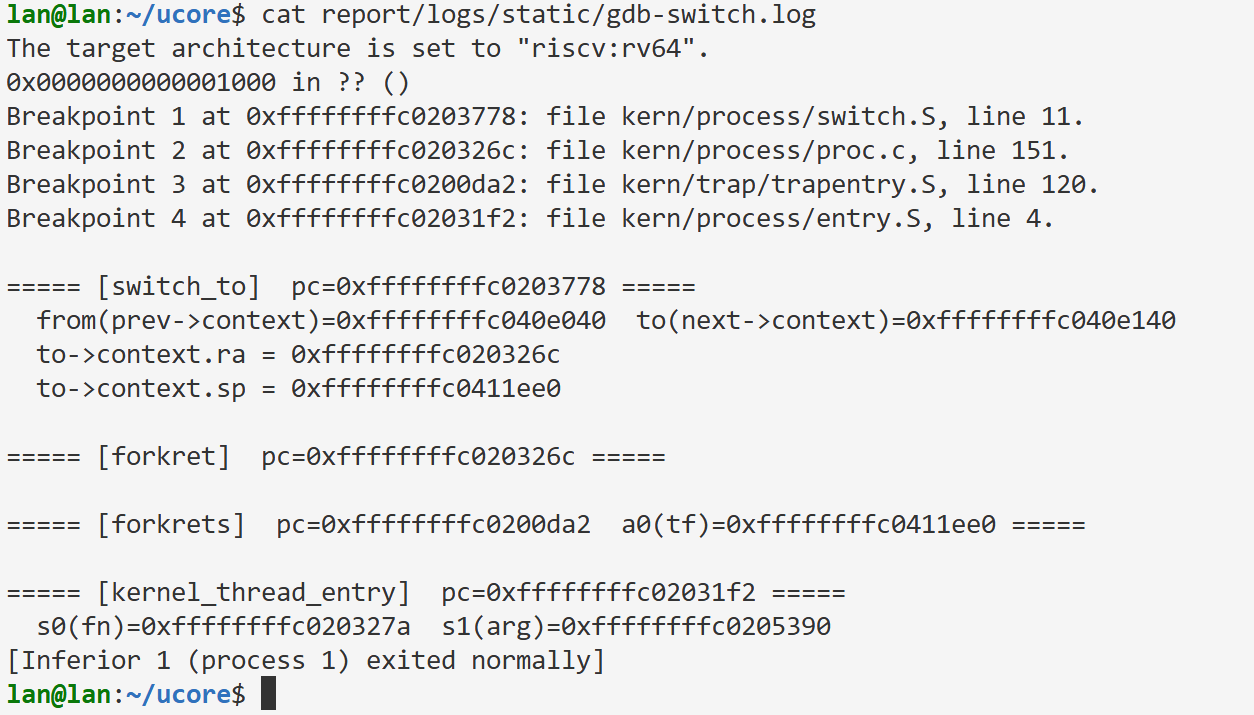 lan@lan:~/ucore$ cat report/logs/static/gdb-switch.log
The target architecture is set to "riscv:rv64".
0x0000000000001000 in ?? ()
Breakpoint 1 at 0xffffffffc0203778: file kern/process/switch.S, line 11.
Breakpoint 2 at 0xffffffffc020326c: file kern/process/proc.c, line 151.
Breakpoint 3 at 0xffffffffc0200da2: file kern/trap/trapentry.S, line 120.
Breakpoint 4 at 0xffffffffc02031f2: file kern/process/entry.S, line 4.

===== [switch_to]  pc=0xffffffffc0203778 =====
  from(prev->context)=0xffffffffc040e040  to(next->context)=0xffffffffc040e140
  to->context.ra = 0xffffffffc020326c
  to->context.sp = 0xffffffffc0411ee0

===== [forkret]  pc=0xffffffffc020326c =====

===== [forkrets]  pc=0xffffffffc0200da2  a0(tf)=0xffffffffc0411ee0 =====

===== [kernel_thread_entry]  pc=0xffffffffc02031f2 =====
  s0(fn)=0xffffffffc020327a  s1(arg)=0xffffffffc0205390
[Inferior 1 (process 1) exited normally]
lan@lan:~/ucore$